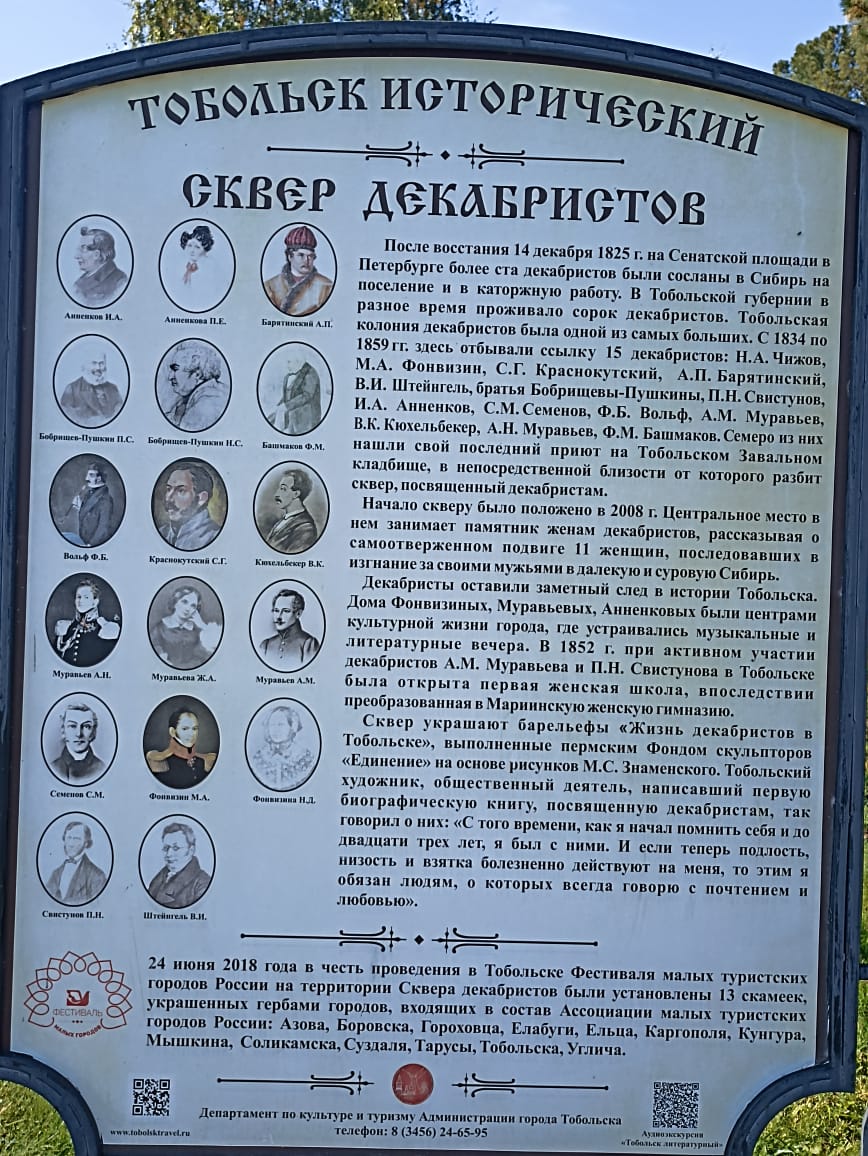 ТОБОЛЬСК ИСТОРИЧЕСКИЙ
СКВЕР ДЕКАБРИСТОВ
Анненков И.А.
Анненкова П.Е.
Барятинский А.П.
Бобрищев-Пушкин П.С.
Бобрищев-Пушкин Н.С.
Башмаков Ф.М.
Вольф Ф.Б.
Краснокутский С.Г.
Кюхельбекер В.К.
Муравьев А.Н.
Муравьева Ж.А.
Муравьев А.М.
Семенов С.М.
Фонвизин М.А.
Фонвизина Н.Д.
Свистунов П.Н.
Штейнгель В.И.
После восстания 14 декабря 1825 г. на Сенатской площади в
Петербурге более ста декабристов были сосланы в Сибирь на
поселение и в каторжную работу. В Тобольской губернии в
разное время проживало сорок декабристов. Тобольская
колония декабристов была одной из самых больших. С 1834 по
1859 гг. здесь отбывали ссылку 15 декабристов: Н.А. Чижов,
М.А. Фонвизин, С.Г. Краснокутский, А.П. Барятинский,
В.И. Штейнгель, братья Бобрищевы-Пушкины, П.Н. Свистунов,
И.А. Анненков, С.М. Семенов, Ф.Б. Вольф, А.М. Муравьев,
В.К. Кюхельбекер, А.Н. Муравьев, Ф.М. Башмаков. Семеро из них
нашли свой последний приют на Тобольском Завальном
кладбище, в непосредственной близости от которого разбит
сквер, посвященный декабристам.
Начало скверу было положено в 2008 г. Центральное место в
нем занимает памятник женам декабристов, рассказывая о
самоотверженном подвиге 11 женщин, последовавших в
изгнание за своими мужьями в далекую и суровую Сибирь.
Декабристы оставили заметный след в истории Тобольска.
Дома Фонвизиных, Муравьевых, Анненковых были центрами
культурной жизни города, где устраивались музыкальные и
литературные вечера. В 1852 г. при активном участии
декабристов А.М. Муравьева и П.Н. Свистунова в Тобольске
была открыта первая женская школа, впоследствии
преобразованная в Мариинскую женскую гимназию.
Сквер украшают барельефы «Жизнь декабристов в
Тобольске», выполненные пермским Фондом скульпторов
«Единение» на основе рисунков М.С. Знаменского. Тобольский
художник, общественный деятель, написавший первую
биографическую книгу, посвященную декабристам, так
говорил о них: «С того времени, как я начал помнить себя и до
двадцати трех лет, я был с ними. И если теперь подлость,
низость и взятка болезненно действуют на меня, то этим я
обязан людям, о которых всегда говорю с почтением и
любовью».
ФЕСТИВАЛЬ
МАЛЫХ ГОРОДОВ
24 июня 2018 года в честь проведения в Тобольске Фестиваля малых туристских
городов России на территории Сквера декабристов были установлены 13 скамеек,
украшенных гербами городов, входящих в состав Ассоциации малых туристских
городов России: Азова, Боровска, Гороховца, Елабуги, Ельца, Каргополя, Кунгура,
Мышкина, Соликамска, Суздаля, Тарусы, Тобольска, Углича.
www.tobolsktravel.ru
Департамент по культуре и туризму Администрации города Тобольска
телефон: 8 (3456) 24-65-95
Аудиоэкскурсия
«Тобольск литературный»